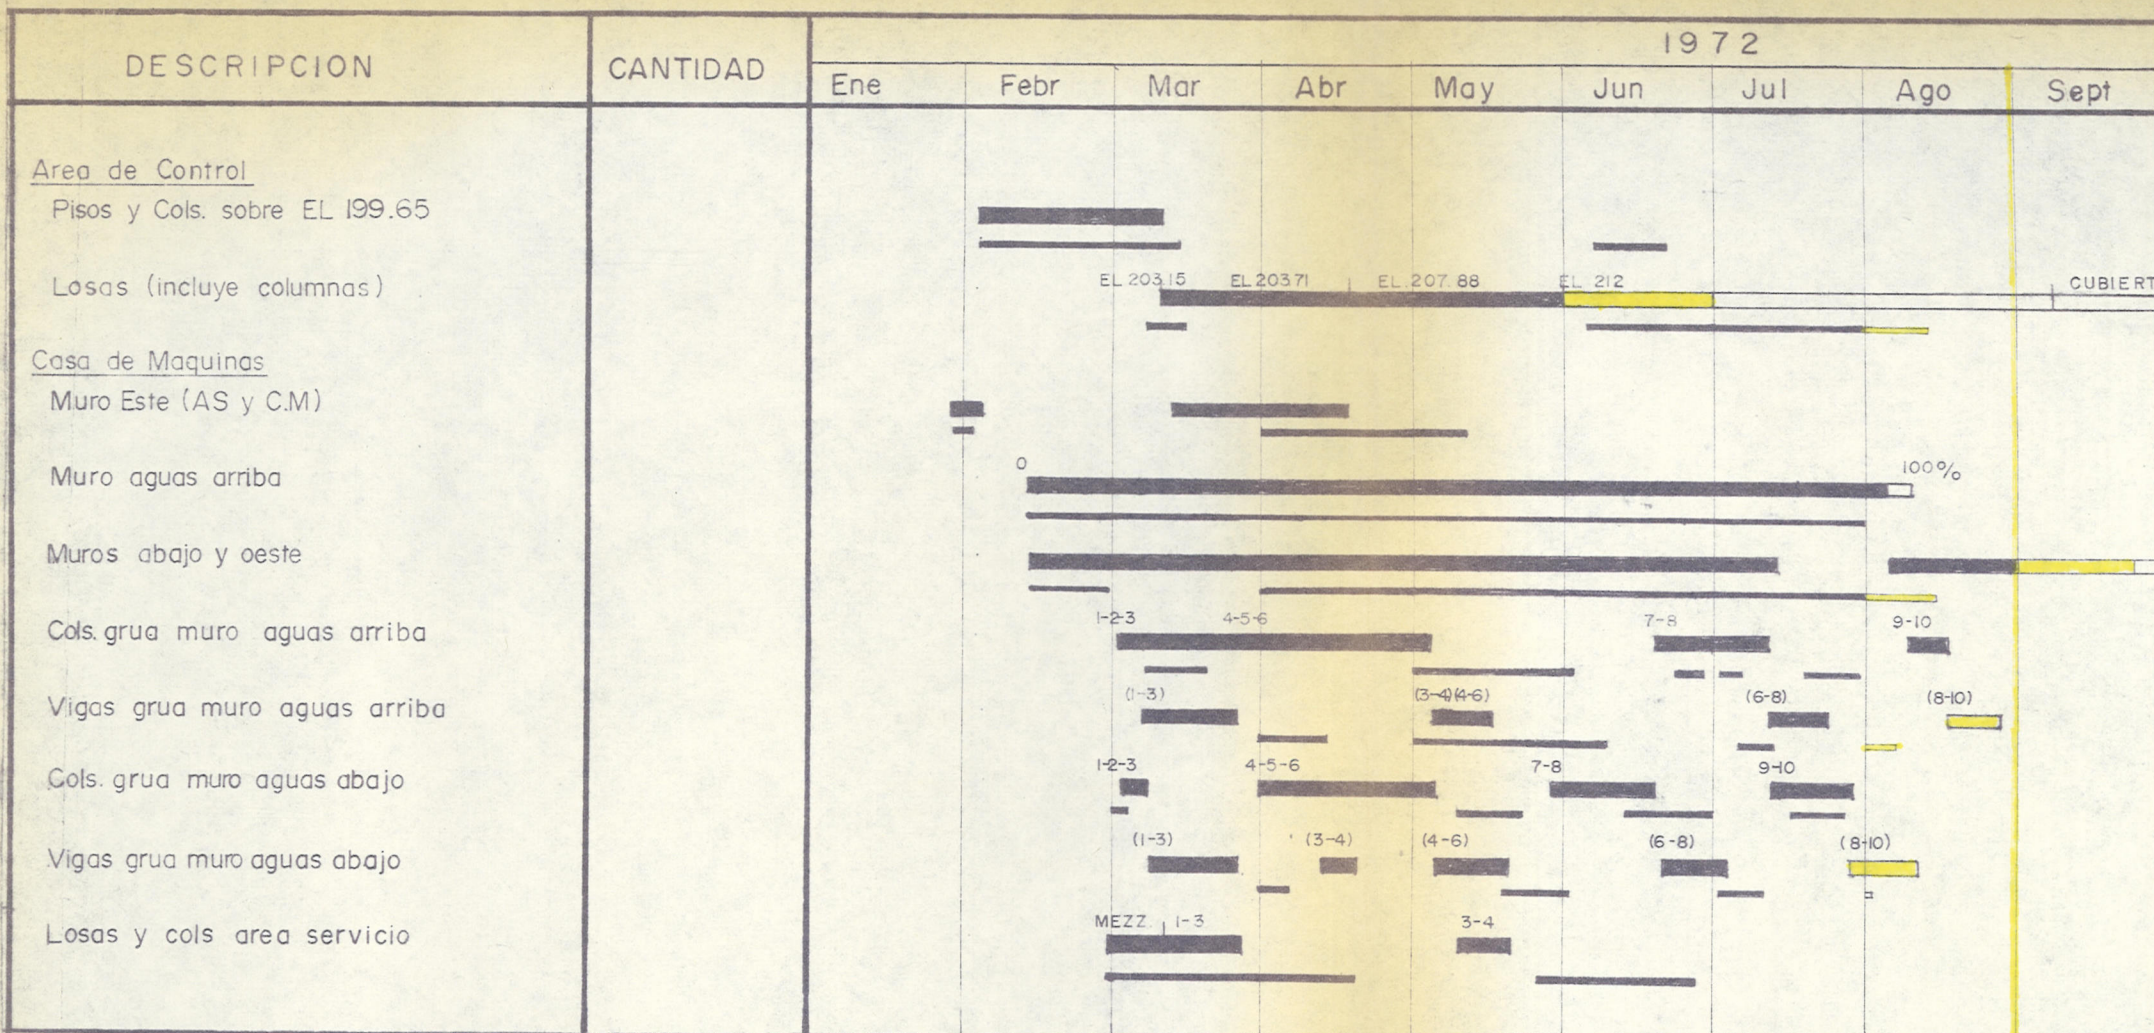 1972
DESCRIPCION CANTIDAD Ene Febr Mar Abr May Jun Jul Ago Sept
Area de Control
Pisos y Cols. sobre EL 199.65
EL 203.15 EL 203.71 EL 207.88 EL 212 CUBIERT
Losas (incluye columnas)
Casa de Maquinas
Muro Este (AS y C.M)
0 100%
Muro aguas arriba
Muros abajo y oeste
1-2-3 4-5-6 7-8 9-10
Cols. grua muro aguas arriba
(1-3) (3-4) (4-6) (6-8) (8-10)
Vigas grua muro aguas arriba
1-2-3 4-5-6 7-8 9-10
Cols. grua muro aguas abajo
(1-3) (3-4) (4-6) (6-8) (8-10)
Vigas grua muro aguas abajo
MEZZ 1-3 3-4
Losas y cols area servicio